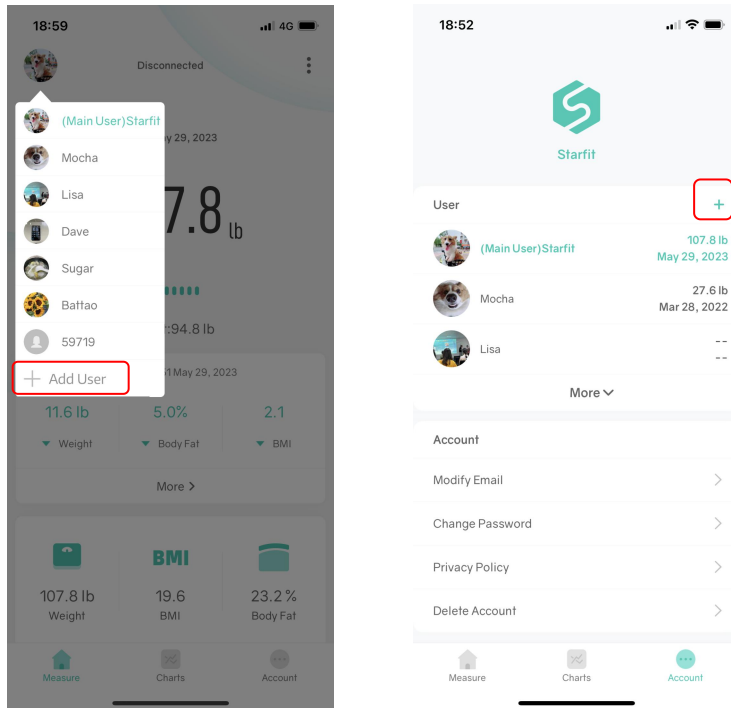 18:59
4G
Disconnected
(Main User)Starfit
y 29, 2023
Mocha
Lisa
7.8 lb
Dave
Sugar
Battao
:94.8 lb
59719
Add User
1 May 29, 2023
11.6 lb 5.0% 2.1
Weight Body Fat BMI
More >
BMI
107.8 lb 19.6 23.2 %
Weight BMI Body Fat
Measure Charts Account
18:52
Starfit
User +
(Main User)Starfit
107.8 lb
May 29, 2023
Mocha
27.6 lb
Mar 28, 2022
Lisa
--
--
More
Account
Modify Email
Change Password
Privacy Policy
Delete Account
Measure Charts Account